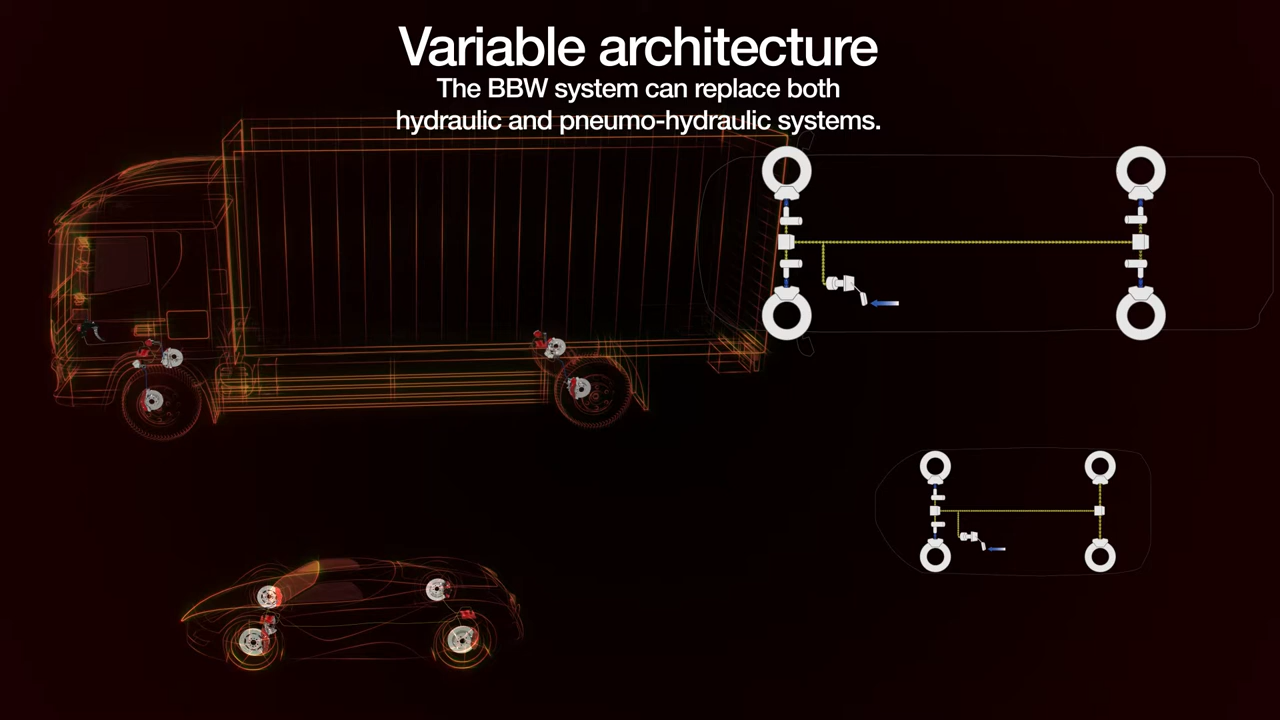 Variable architecture
The BBW system can replace both
hydraulic and pneumo-hydraulic systems.